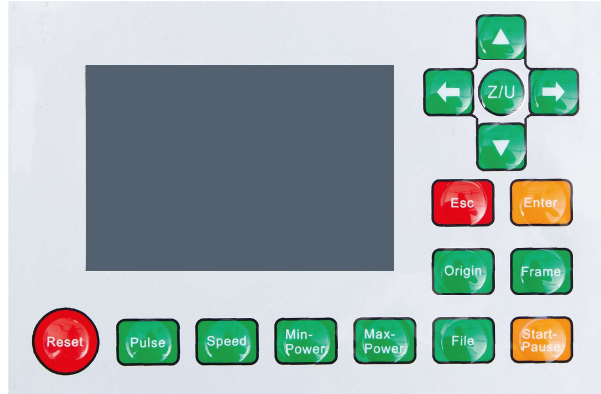 Z/U
Esc
Enter
Origin
Frame
Reset
Pulse
Speed
Min-
Power
Max-
Power
File
Start-
Pause